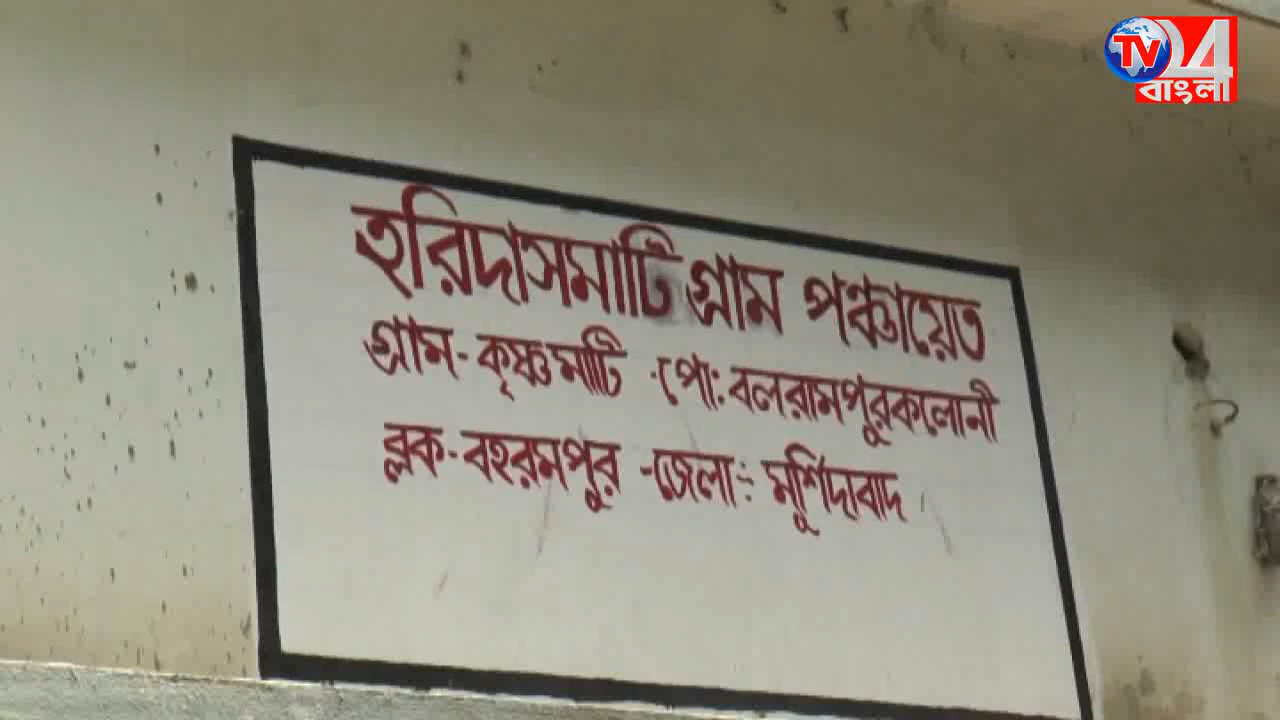 TV 24
বাংলা
হরিদাসমাটি গ্রাম পঞ্চায়েত
গ্রাম- কৃষ্ণমাটি -পো: বলরামপুরকলোনী
ব্লক- বহরমপুর -জেলা:- মুর্শিদাবাদ